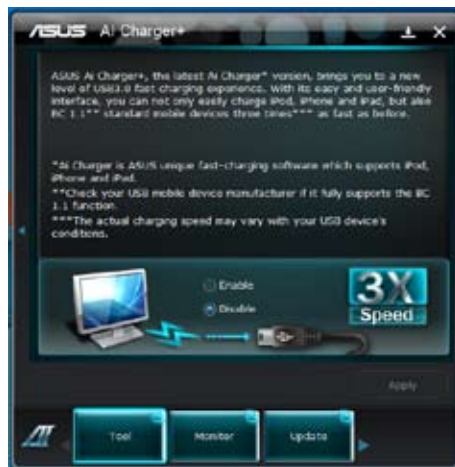 ASUS AI Charger+
ASUS Ai Charger+, the latest Ai Charger* version, brings you to a new
level of USB3.0 fast charging experience. With its easy and user-friendly
interface, you can not only easily charge iPod, iPhone and iPad, but also
BC 1.1** standard mobile devices three times*** as fast as before.
*Ai Charger is ASUS unique fast-charging software which supports iPod,
iPhone and iPad.
**Check your USB mobile device manufacturer if it fully supports the BC
1.1 function.
***The actual charging speed may vary with your USB device's
conditions.
Enable
Disable
3X
Speed
Apply
Tool
Monitor
Update